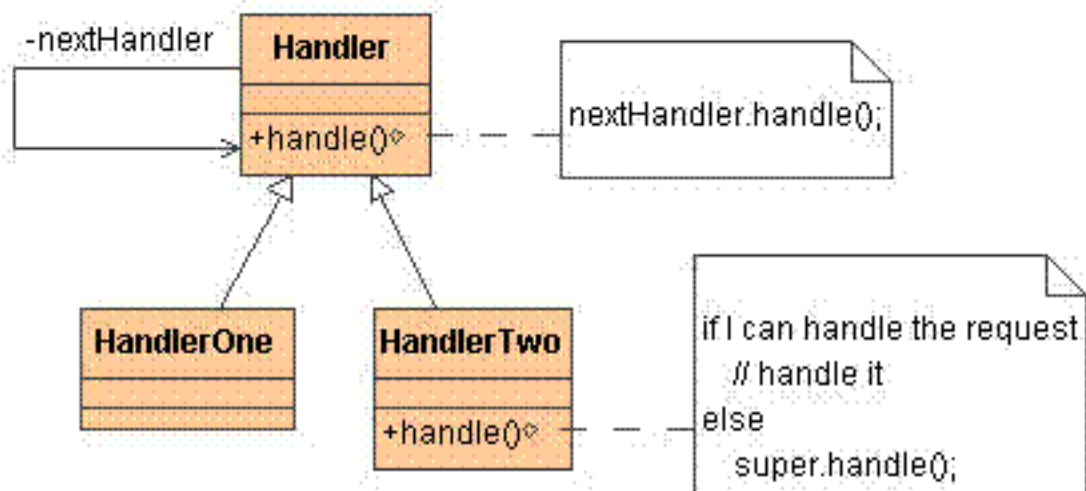 -nextHandler
Handler
+handle()
nextHandler.handle();
HandlerOne
HandlerTwo
+handle()
if I can handle the request
// handle it
else
super.handle();